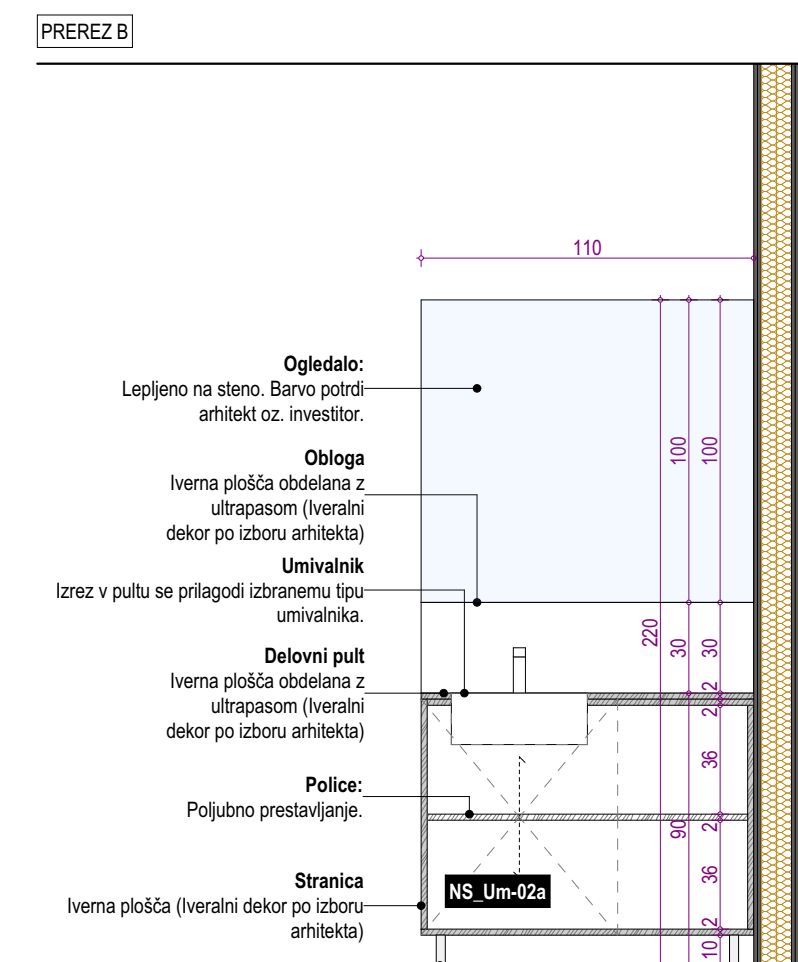 PREREZ B
110
Ogledalo:
Lepljeno na steno. Barvo potrdi
arhitekt oz. investitor.
Obloga
Iverna plošča obdelana z
ultrapasom (Iveralni
dekor po izboru arhitekta)
Umivalnik
Izrez v pultu se prilagodi izbranemu tipu
umivalnika.
Delovni pult
Iverna plošča obdelana z
ultrapasom (Iveralni
dekor po izboru arhitekta)
Police:
Poljubno prestavljanje.
Stranica
Iverna plošča (Iveralni dekor po izboru
arhitekta)
NS_Um-02a
220
100
30
90
100
30
2
2
36
2
36
2
10